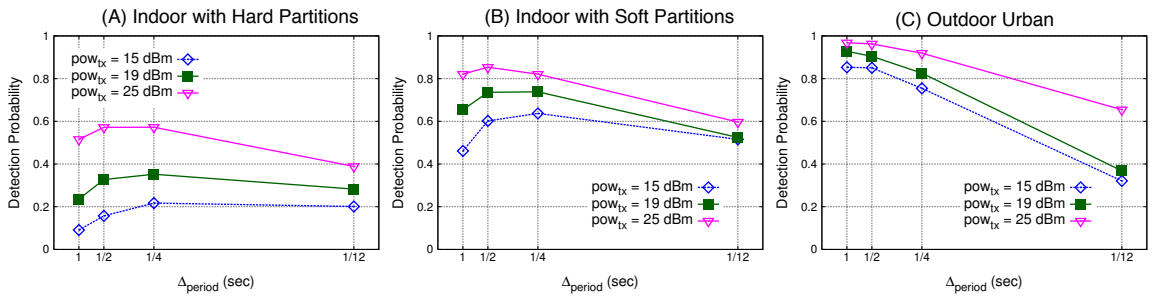 (A) Indoor with Hard Partitions
Detection Probability
1
0.8
0.6
0.4
0.2
0
pow_tx = 15 dBm
pow_tx = 19 dBm
pow_tx = 25 dBm
1 1/2 1/4 1/12
Δ_period (sec)
(B) Indoor with Soft Partitions
Detection Probability
1
0.8
0.6
0.4
0.2
0
pow_tx = 15 dBm
pow_tx = 19 dBm
pow_tx = 25 dBm
1 1/2 1/4 1/12
Δ_period (sec)
(C) Outdoor Urban
Detection Probability
1
0.8
0.6
0.4
0.2
0
pow_tx = 15 dBm
pow_tx = 19 dBm
pow_tx = 25 dBm
1 1/2 1/4 1/12
Δ_period (sec)